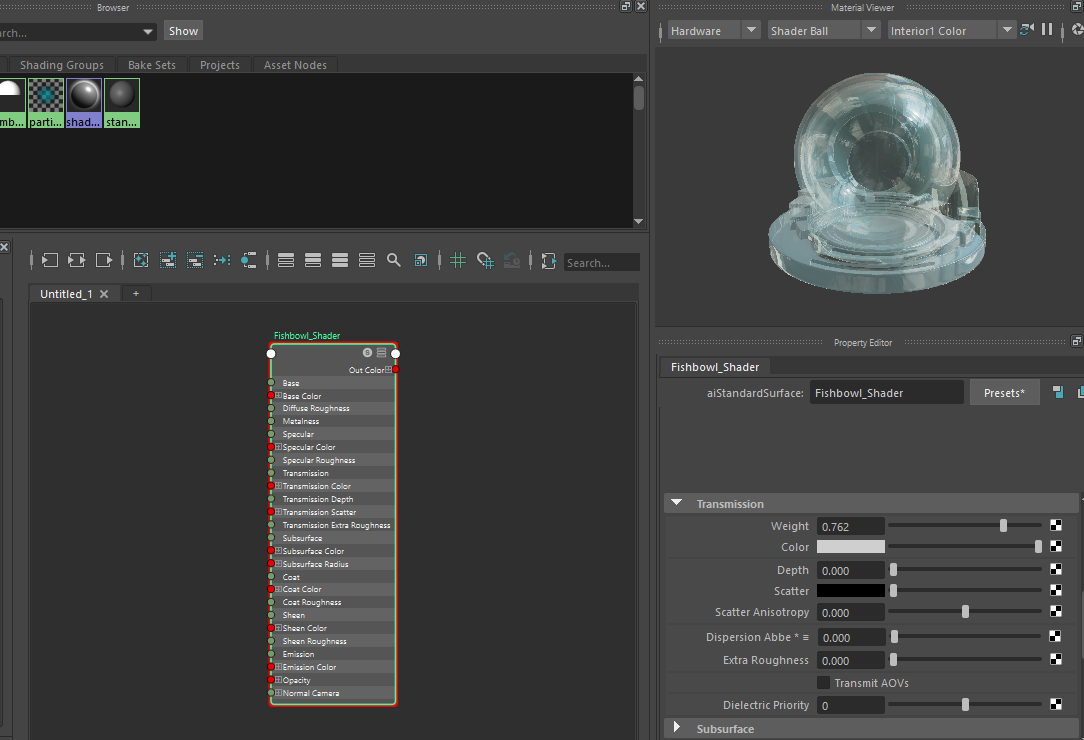 Browser
rch...
Show
Shading Groups
Bake Sets
Projects
Asset Nodes
mb...
parti...
shad...
stan...
Search...
Untitled_1
+
Fishbowl_Shader
S
Out Color
Base
Base Color
Diffuse Roughness
Metalness
Specular
Specular Color
Specular Roughness
Transmission
Transmission Color
Transmission Depth
Transmission Scatter
Transmission Extra Roughness
Subsurface
Subsurface Color
Subsurface Radius
Coat
Coat Color
Coat Roughness
Sheen
Sheen Color
Sheen Roughness
Emission
Emission Color
Opacity
Normal Camera
Material Viewer
Hardware
Shader Ball
Interior1 Color
Property Editor
Fishbowl_Shader
aiStandardSurface: Fishbowl_Shader Presets*
Transmission
Weight 0.762
Color
Depth 0.000
Scatter
Scatter Anisotropy 0.000
Dispersion Abbe * ≡ 0.000
Extra Roughness 0.000
Transmit AOVs
Dielectric Priority 0
Subsurface